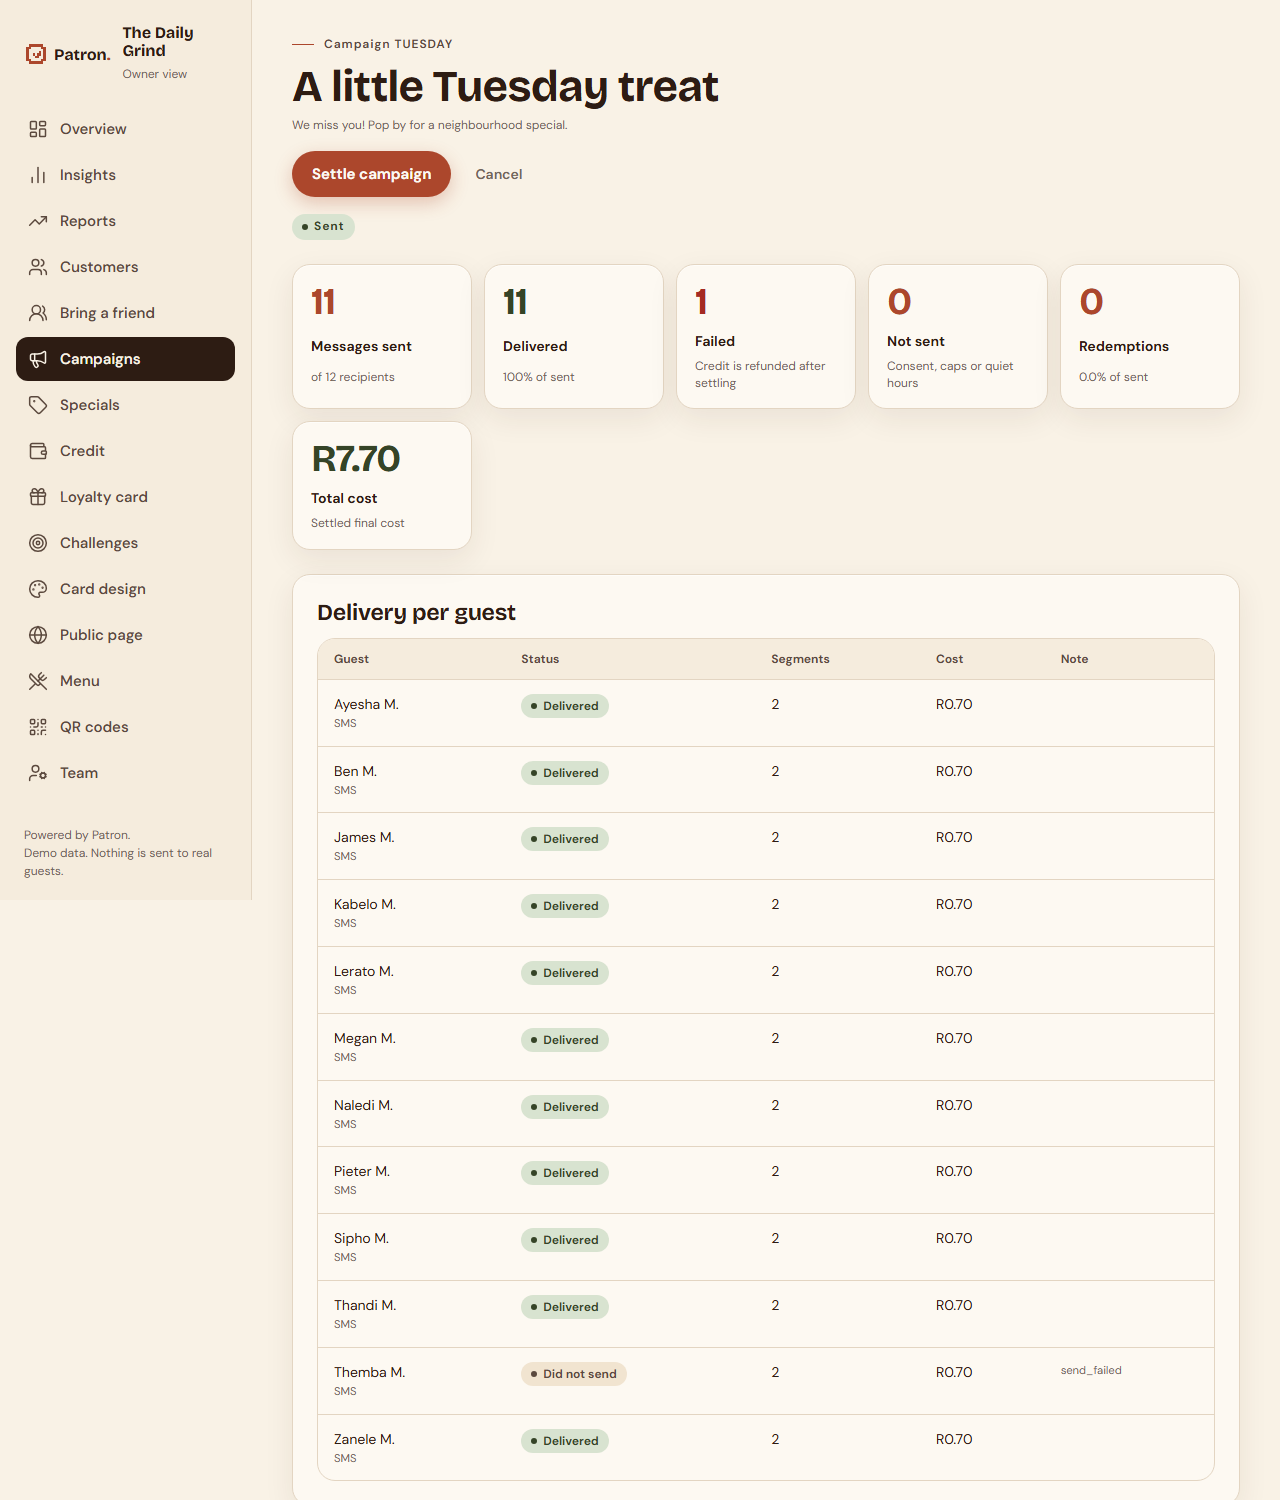 Patron.
The Daily
Grind
Owner view
Overview
Insights
Reports
Customers
Bring a friend
Campaigns
Specials
Credit
Loyalty card
Challenges
Card design
Public page
Menu
QR codes
Team
Powered by Patron.
Demo data. Nothing is sent to real
guests.
Campaign TUESDAY
A little Tuesday treat
We miss you! Pop by for a neighbourhood special.
Settle campaign Cancel
Sent
11
Messages sent
of 12 recipients
11
Delivered
100% of sent
1
Failed
Credit is refunded after
settling
0
Not sent
Consent, caps or quiet
hours
0
Redemptions
0.0% of sent
R7.70
Total cost
Settled final cost
Delivery per guest
Guest Status Segments Cost Note
Ayesha M. Delivered 2 R0.70
SMS
Ben M. Delivered 2 R0.70
SMS
James M. Delivered 2 R0.70
SMS
Kabelo M. Delivered 2 R0.70
SMS
Lerato M. Delivered 2 R0.70
SMS
Megan M. Delivered 2 R0.70
SMS
Naledi M. Delivered 2 R0.70
SMS
Pieter M. Delivered 2 R0.70
SMS
Sipho M. Delivered 2 R0.70
SMS
Thandi M. Delivered 2 R0.70
SMS
Themba M. Did not send 2 R0.70 send_failed
SMS
Zanele M. Delivered 2 R0.70
SMS